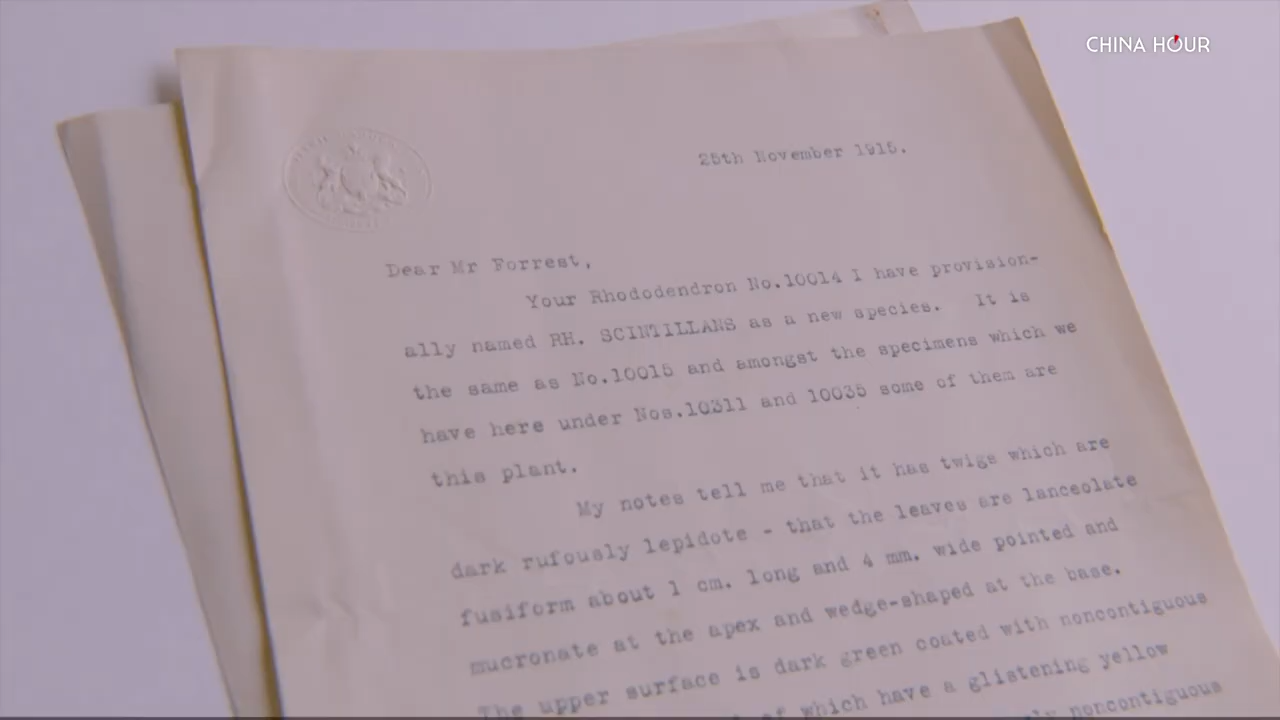 CHINA HOUR
25th November 1915.
Dear Mr Forrest,
Your Rhododendron No.10014 I have provision-
ally named RH. SCINTILLANS as a new species. It is
the same as No.10015 and amongst the specimens which we
have here under Nos.10311 and 10035 some of them are
this plant.
My notes tell me that it has twigs which are
dark rufously lepidote - that the leaves are lanceolate
fusiform about 1 cm. long and 4 mm. wide pointed and
mucronate at the apex and wedge-shaped at the base.
The upper surface is dark green coated with noncontiguous
of which have a glistening yellow
noncontiguous